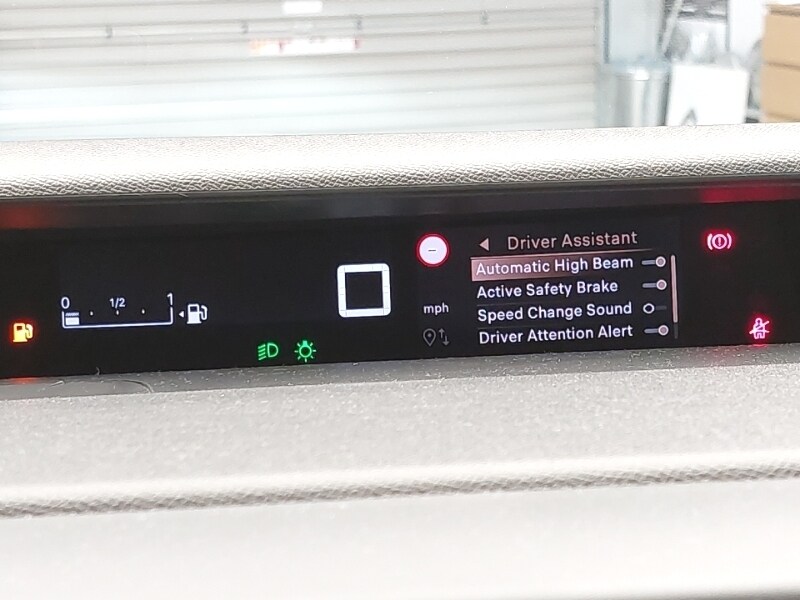 0 1/2 1
0
mph
Driver Assistant
Automatic High Beam
Active Safety Brake
Speed Change Sound
Driver Attention Alert